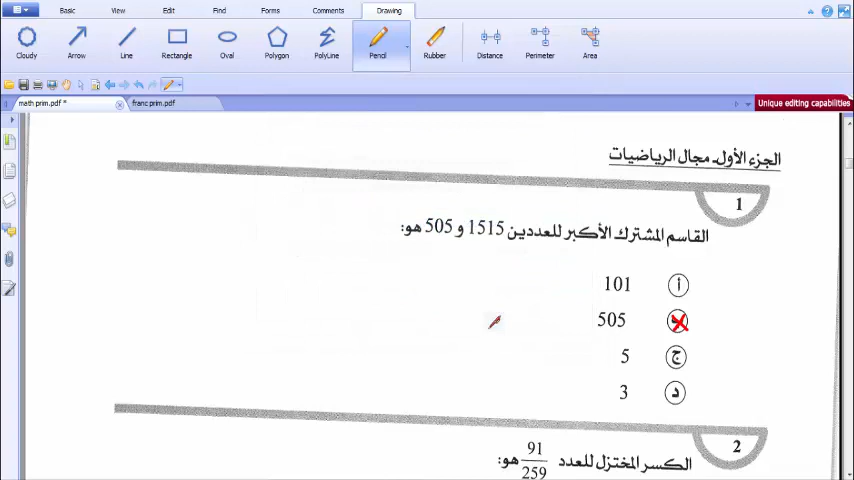 Basic View Edit Find Forms Comments Drawing
Cloudy Arrow Line Rectangle Oval Polygon PolyLine Pencil Rubber Distance Perimeter Area
math prim.pdf * franc prim.pdf Unique editing capabilities
الجزء الأول۔ مجال الرياضيات
1
القاسم المشترك الأكبر للعددين 1515 و 505 هو:
أ 101
505
ج 5
د 3
2
الكسر المختزل للعدد 91/259 هو: